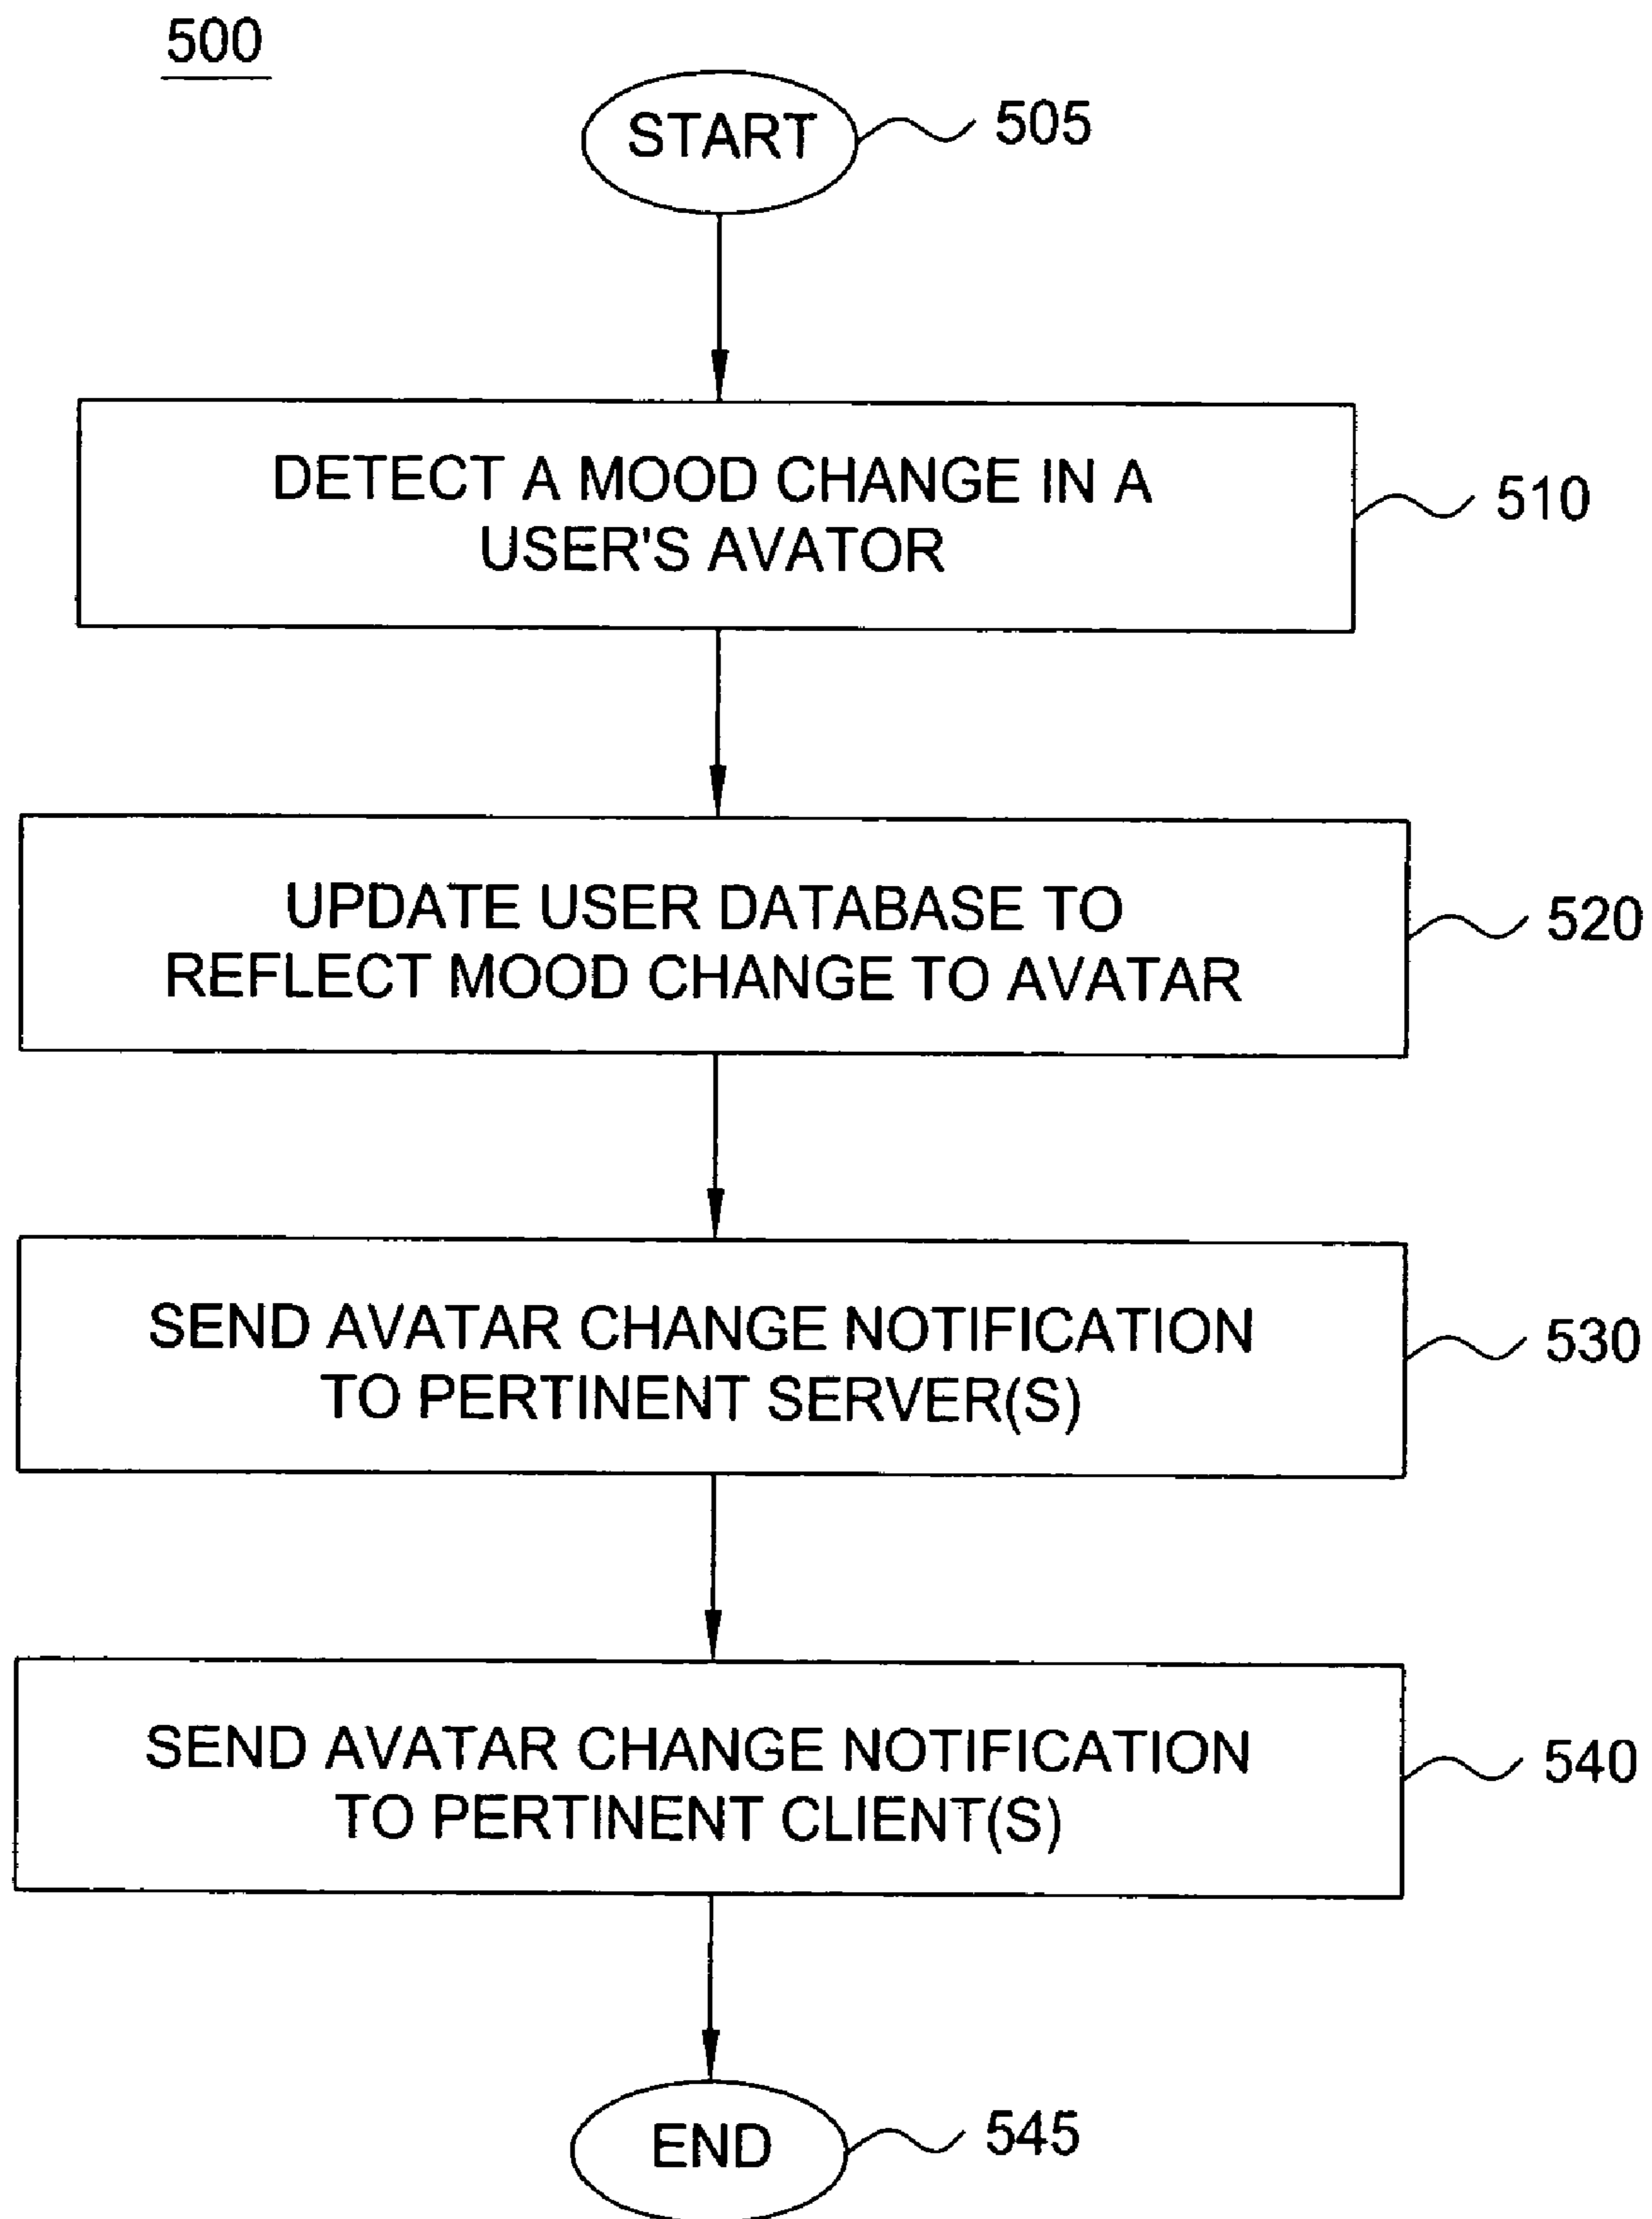 500
START
505
DETECT A MOOD CHANGE IN A
USER'S AVATOR
510
UPDATE USER DATABASE TO
REFLECT MOOD CHANGE TO AVATAR
520
SEND AVATAR CHANGE NOTIFICATION
TO PERTINENT SERVER(S)
530
SEND AVATAR CHANGE NOTIFICATION
TO PERTINENT CLIENT(S)
540
END
545